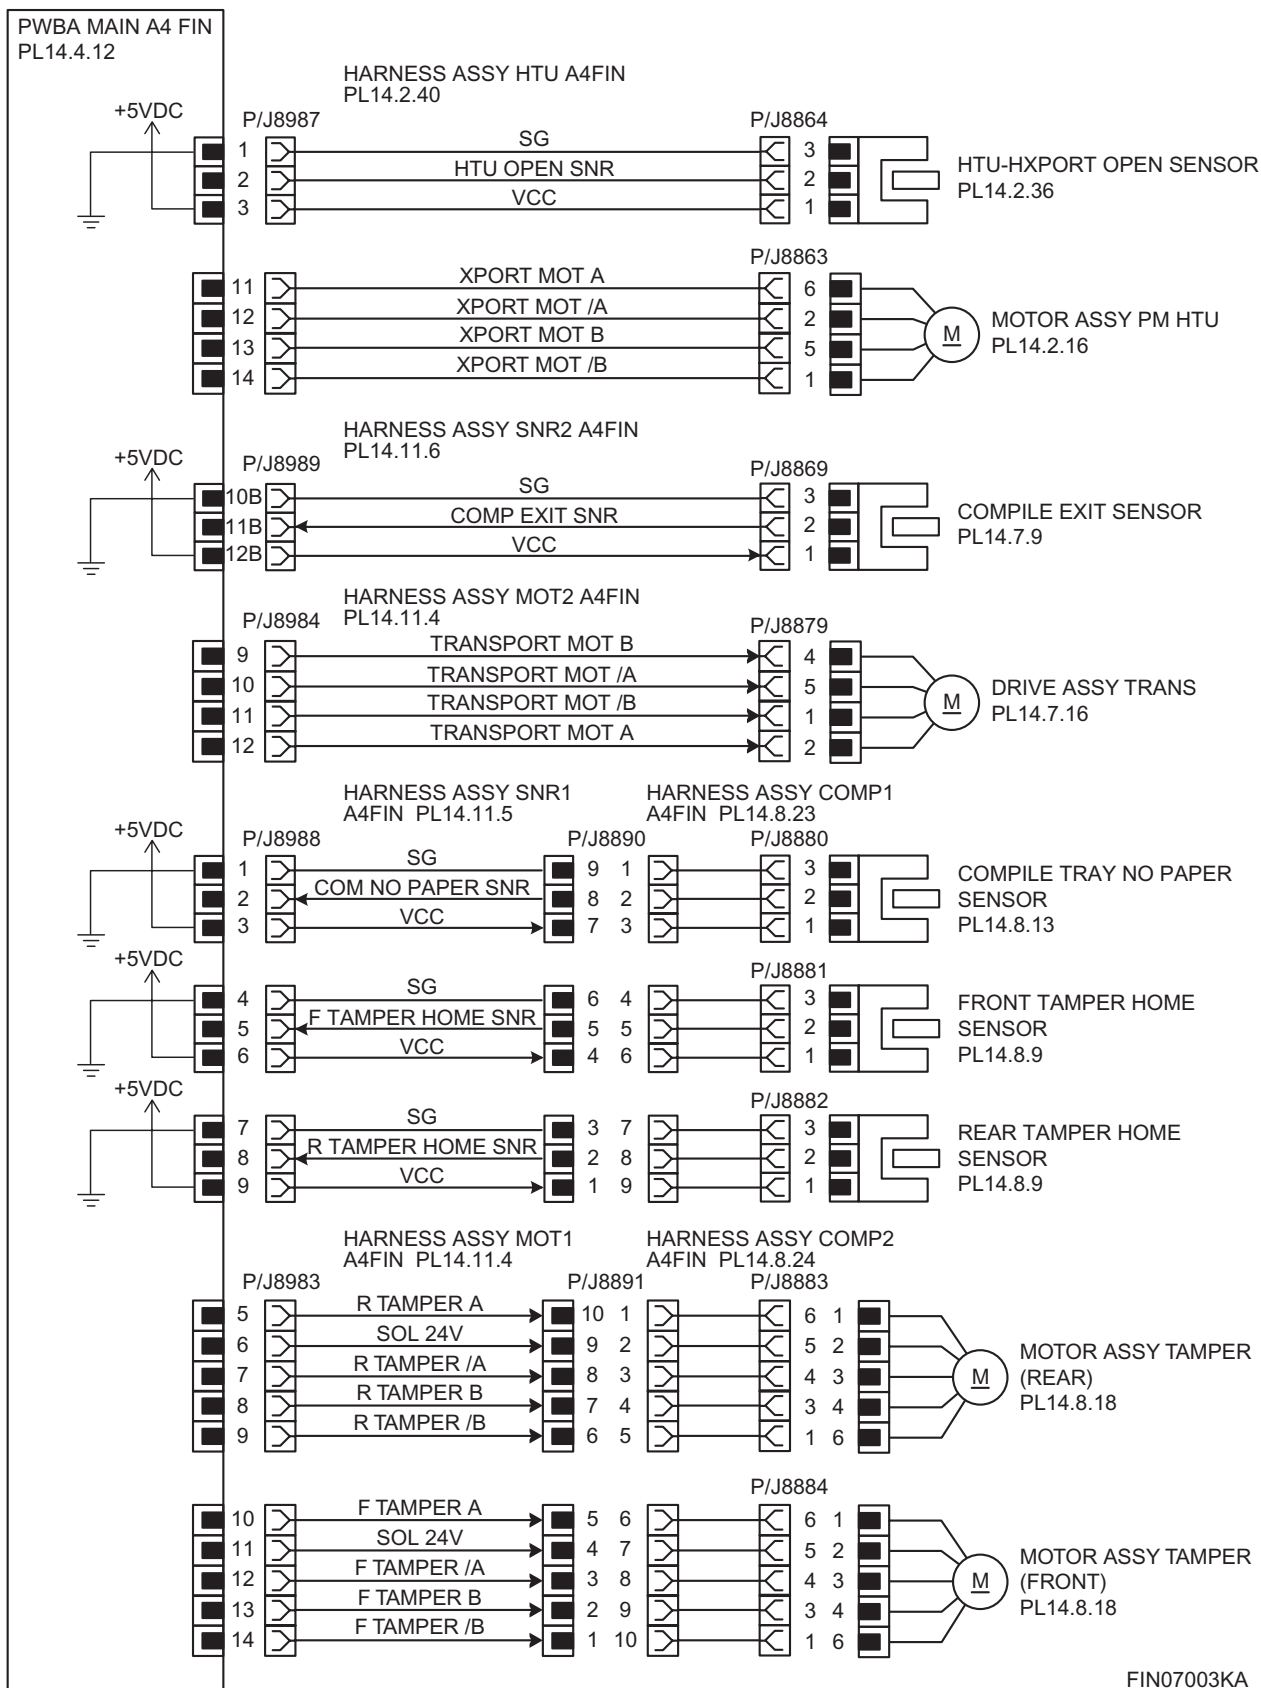 PWBA MAIN A4 FIN
PL14.4.12
HARNESS ASSY HTU A4FIN
PL14.2.40
+5VDC
P/J8987
P/J8864
1 SG 3
2 HTU OPEN SNR 2
3 VCC 1
HTU-HXPORT OPEN SENSOR
PL14.2.36
P/J8863
11 XPORT MOT A 6
12 XPORT MOT /A 2
13 XPORT MOT B 5
14 XPORT MOT /B 1
M
MOTOR ASSY PM HTU
PL14.2.16
HARNESS ASSY SNR2 A4FIN
PL14.11.6
+5VDC
P/J8989
P/J8869
10B SG 3
11B COMP EXIT SNR 2
12B VCC 1
COMPILE EXIT SENSOR
PL14.7.9
HARNESS ASSY MOT2 A4FIN
PL14.11.4
P/J8984
P/J8879
9 TRANSPORT MOT B 4
10 TRANSPORT MOT /A 5
11 TRANSPORT MOT /B 1
12 TRANSPORT MOT A 2
M
DRIVE ASSY TRANS
PL14.7.16
HARNESS ASSY SNR1
A4FIN PL14.11.5
HARNESS ASSY COMP1
A4FIN PL14.8.23
+5VDC
P/J8988
P/J8890
P/J8880
1 SG 9 1 3
2 COM NO PAPER SNR 8 2 2
3 VCC 7 3 1
COMPILE TRAY NO PAPER
SENSOR
PL14.8.13
+5VDC
P/J8881
4 SG 6 4 3
5 F TAMPER HOME SNR 5 5 2
6 VCC 4 6 1
FRONT TAMPER HOME
SENSOR
PL14.8.9
+5VDC
P/J8882
7 SG 3 7 3
8 R TAMPER HOME SNR 2 8 2
9 VCC 1 9 1
REAR TAMPER HOME
SENSOR
PL14.8.9
HARNESS ASSY MOT1
A4FIN PL14.11.4
HARNESS ASSY COMP2
A4FIN PL14.8.24
P/J8983
P/J8891
P/J8883
5 R TAMPER A 10 1 6 1
6 SOL 24V 9 2 5 2
7 R TAMPER /A 8 3 4 3
8 R TAMPER B 7 4 3 4
9 R TAMPER /B 6 5 1 6
M
MOTOR ASSY TAMPER
(REAR)
PL14.8.18
P/J8884
10 F TAMPER A 5 6 6 1
11 SOL 24V 4 7 5 2
12 F TAMPER /A 3 8 4 3
13 F TAMPER B 2 9 3 4
14 F TAMPER /B 1 10 1 6
M
MOTOR ASSY TAMPER
(FRONT)
PL14.8.18
FIN07003KA